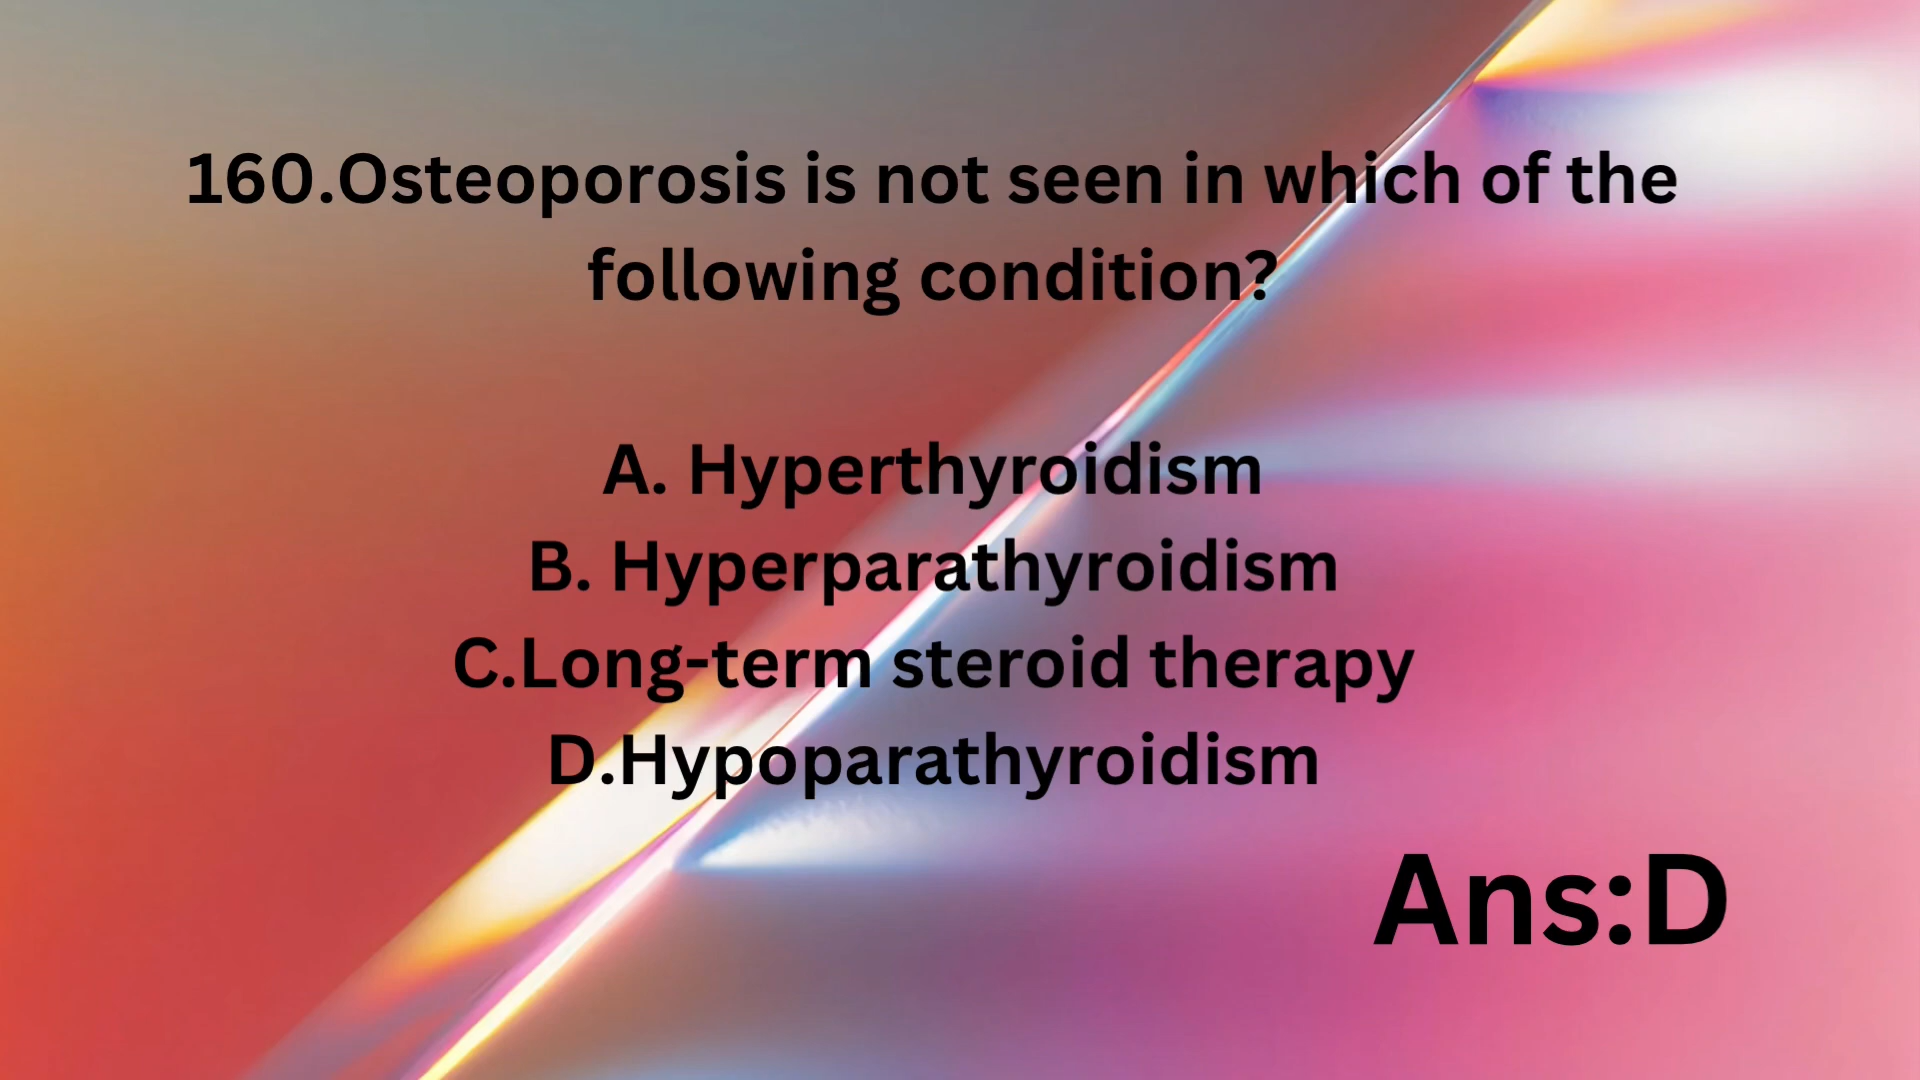 160.Osteoporosis is not seen in which of the
following condition?
A. Hyperthyroidism
B. Hyperparathyroidism
C.Long-term steroid therapy
D.Hypoparathyroidism
Ans:D